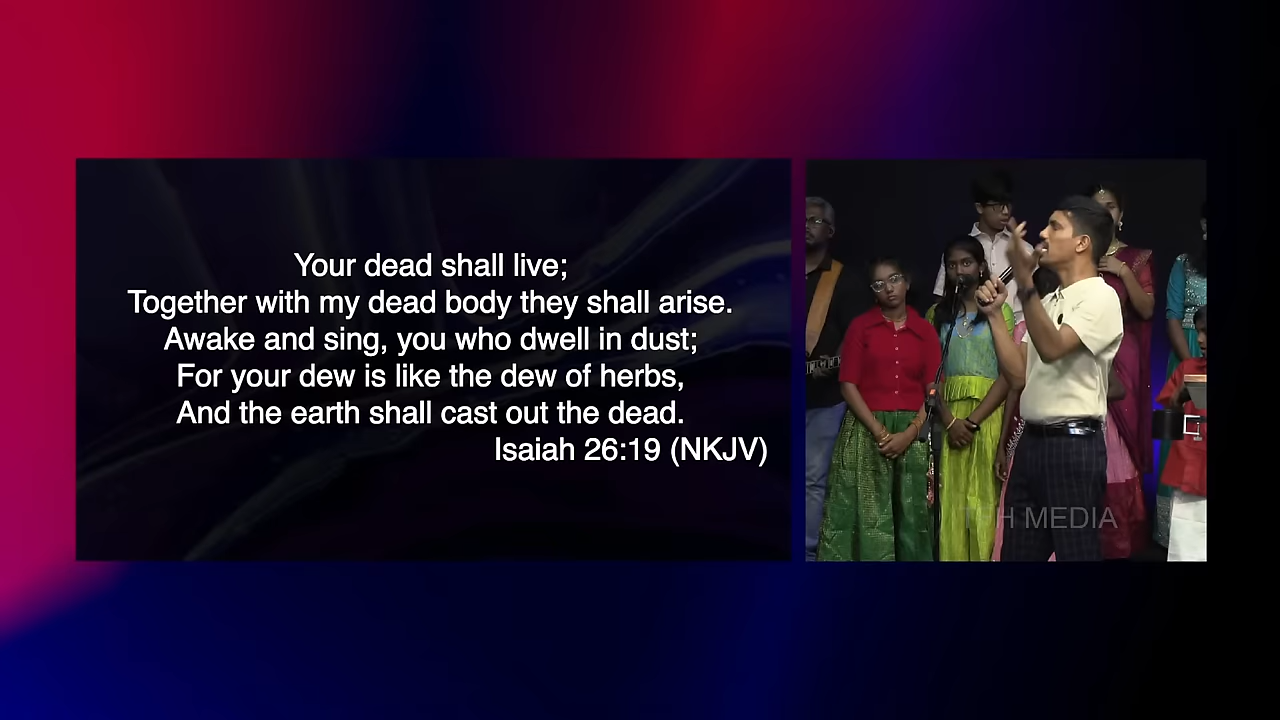 Your dead shall live;
Together with my dead body they shall arise.
Awake and sing, you who dwell in dust;
For your dew is like the dew of herbs,
And the earth shall cast out the dead.
Isaiah 26:19 (NKJV)
MEDIA